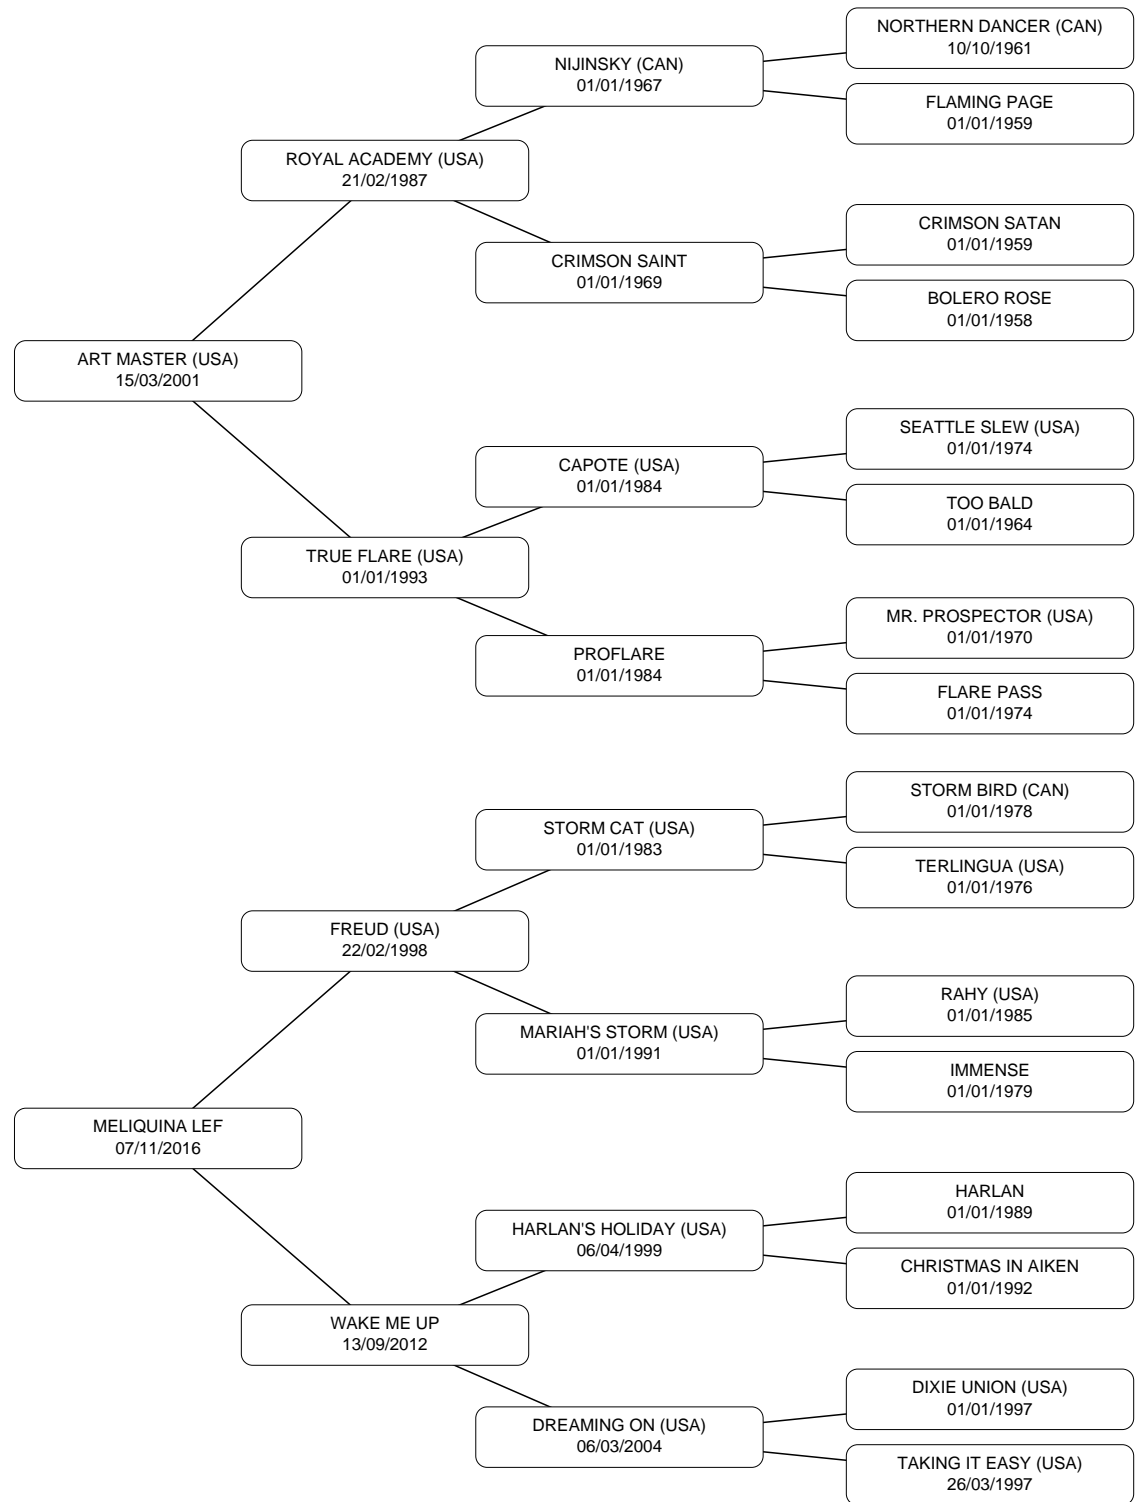 NORTHERN DANCER (CAN)
10/10/1961
NIJINSKY (CAN)
01/01/1967
FLAMING PAGE
01/01/1959
ROYAL ACADEMY (USA)
21/02/1987
CRIMSON SATAN
01/01/1959
CRIMSON SAINT
01/01/1969
BOLERO ROSE
01/01/1958
ART MASTER (USA)
15/03/2001
SEATTLE SLEW (USA)
01/01/1974
CAPOTE (USA)
01/01/1984
TOO BALD
01/01/1964
TRUE FLARE (USA)
01/01/1993
MR. PROSPECTOR (USA)
01/01/1970
PROFLARE
01/01/1984
FLARE PASS
01/01/1974
STORM BIRD (CAN)
01/01/1978
STORM CAT (USA)
01/01/1983
TERLINGUA (USA)
01/01/1976
FREUD (USA)
22/02/1998
RAHY (USA)
01/01/1985
MARIAH'S STORM (USA)
01/01/1991
IMMENSE
01/01/1979
MELIQUINA LEF
07/11/2016
HARLAN
01/01/1989
HARLAN'S HOLIDAY (USA)
06/04/1999
CHRISTMAS IN AIKEN
01/01/1992
WAKE ME UP
13/09/2012
DIXIE UNION (USA)
01/01/1997
DREAMING ON (USA)
06/03/2004
TAKING IT EASY (USA)
26/03/1997